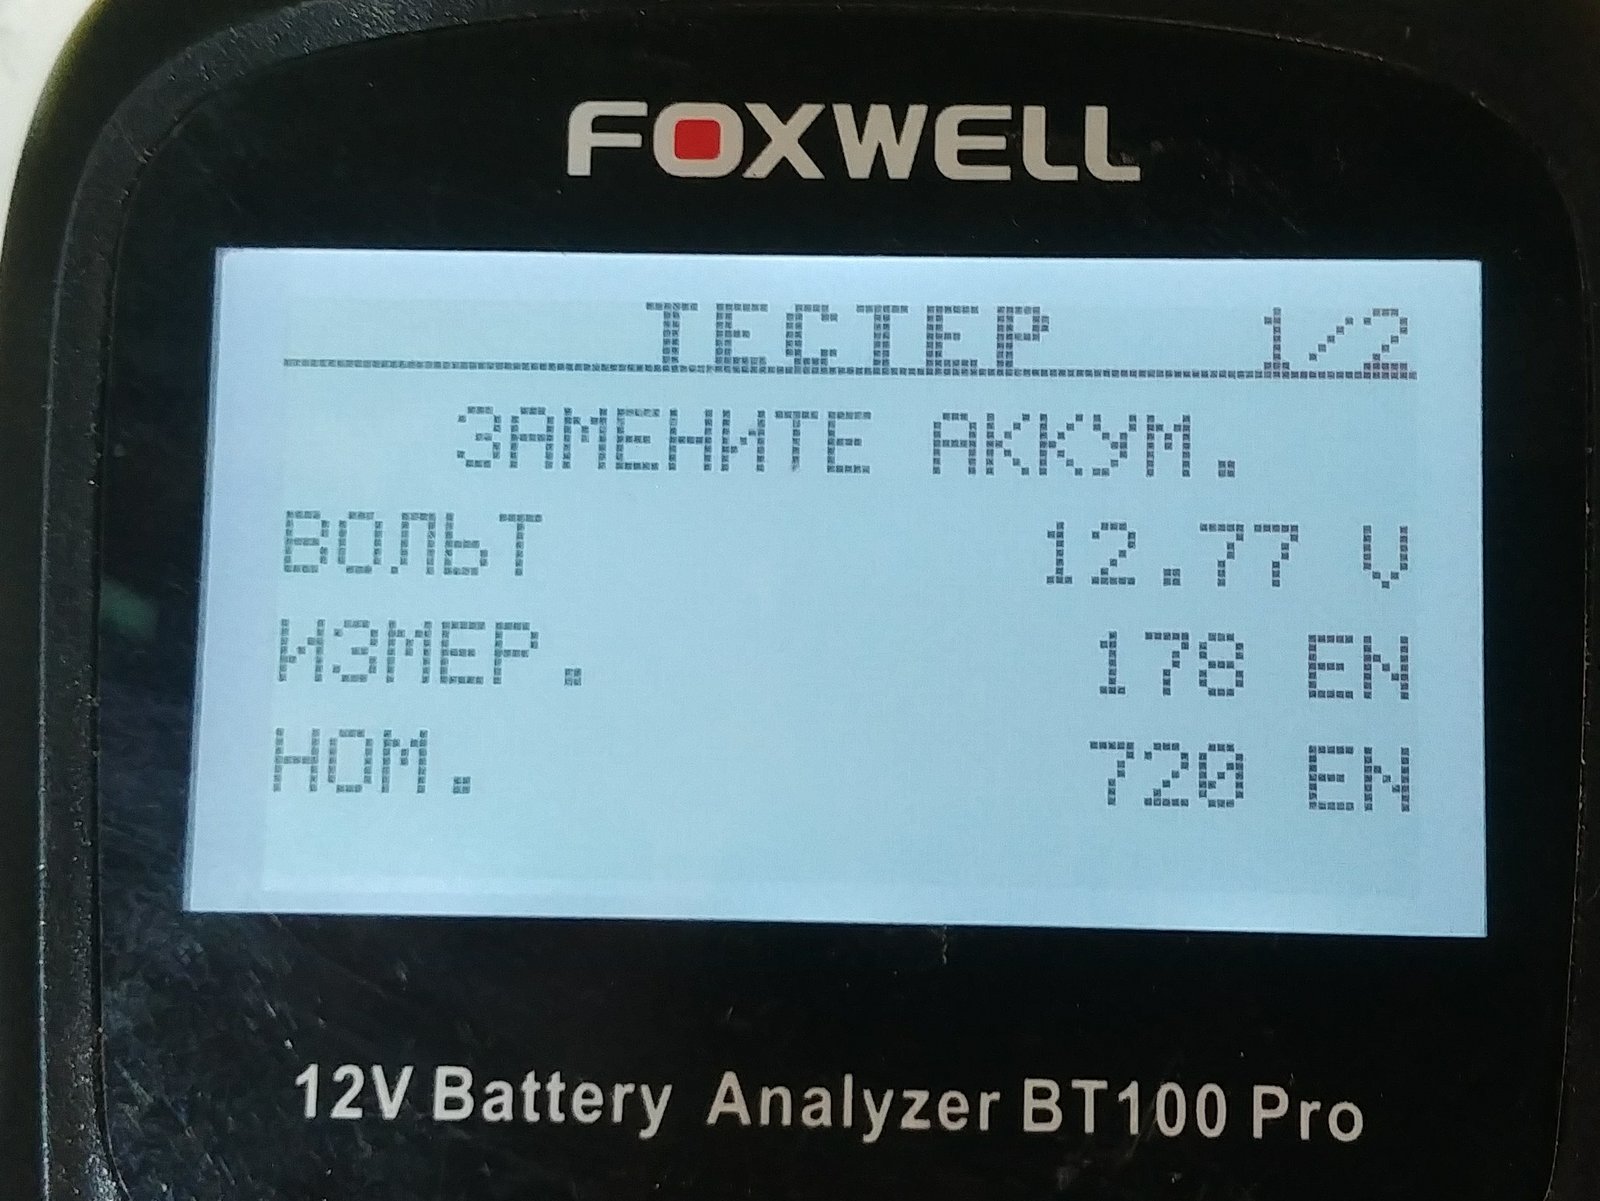 FOXWELL
ТЕСТЕР 1/2
ЗАМЕНИТЕ АККУМ.
ВОЛЬТ 12.77 V
ИЗМЕР. 178 EN
НОМ. 720 EN
12V Battery Analyzer BT100 Pro